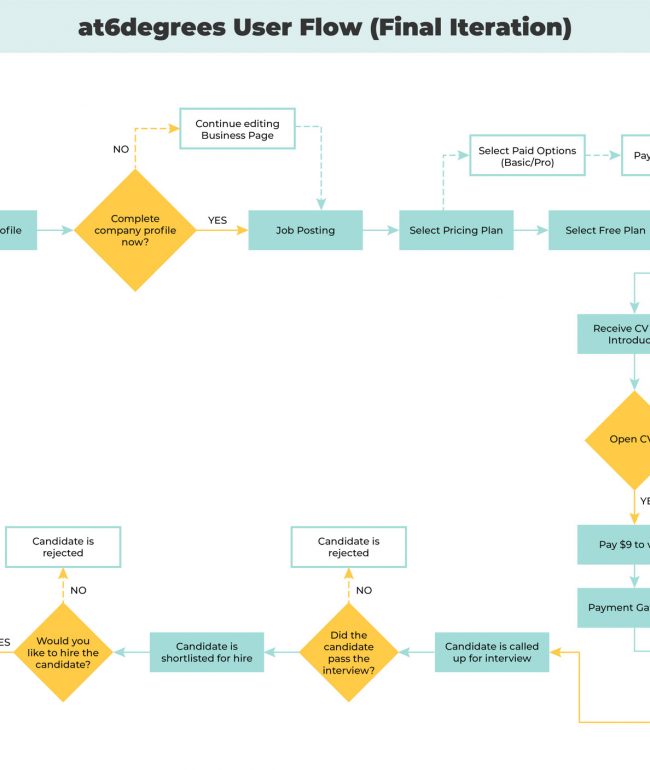 at6degrees User Flow (Final Iteration)
Continue editing
Business Page
NO
Select Paid Options
(Basic/Pro)
Pay
ofile
Complete
company profile
now?
YES
Job Posting
Select Pricing Plan
Select Free Plan
Receive CV
Introduc
Open CV
YE
Pay $9 to v
Payment Ga
Candidate is
rejected
NO
Candidate is
rejected
NO
ES
Would you
like to hire the
candidate?
Candidate is
shortlisted for hire
Did the
candidate
pass the
interview?
Candidate is called
up for interview